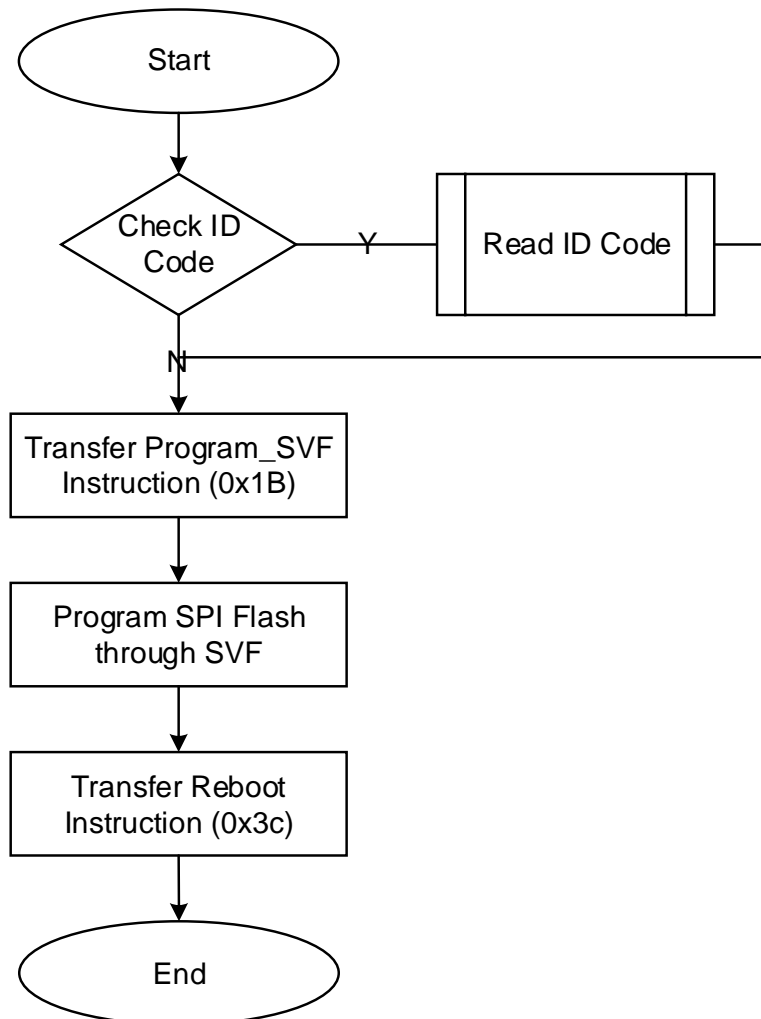 Start
Check ID
Code
Y
Read ID Code
N
Transfer Program_SVF
Instruction (0x1B)
Program SPI Flash
through SVF
Transfer Reboot
Instruction (0x3c)
End